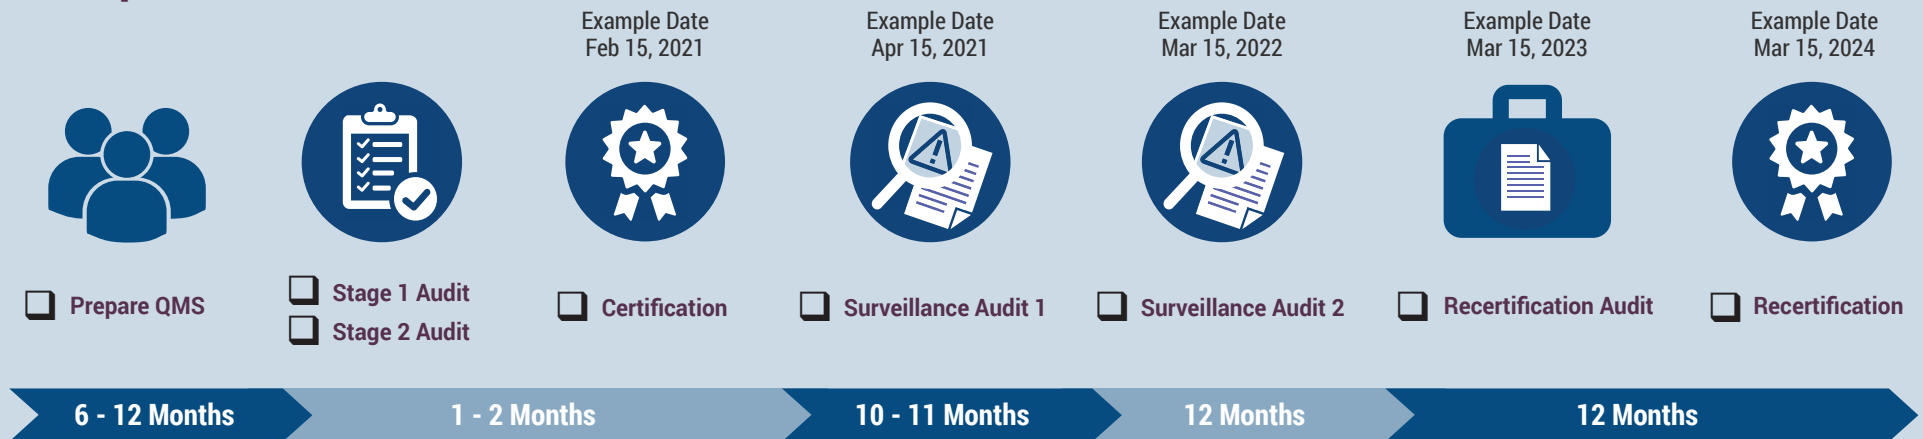 Example Date
Feb 15, 2021
Example Date
Apr 15, 2021
Example Date
Mar 15, 2022
Example Date
Mar 15, 2023
Example Date
Mar 15, 2024
Prepare QMS
Stage 1 Audit
Stage 2 Audit
Certification
Surveillance Audit 1
Surveillance Audit 2
Recertification Audit
Recertification
6 - 12 Months
1 - 2 Months
10 - 11 Months
12 Months
12 Months